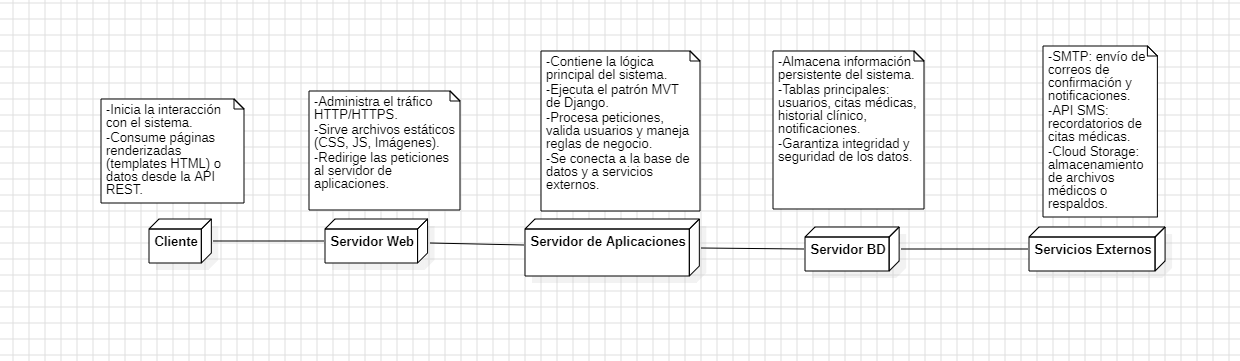 -Inicia la interacción
con el sistema.
-Consume páginas
renderizadas
(templates HTML) o
datos desde la API
REST.
-Administra el tráfico
HTTP/HTTPS.
-Sirve archivos estáticos
(CSS, JS, Imágenes).
-Redirige las peticiones
al servidor de
aplicaciones.
-Contiene la lógica
principal del sistema.
-Ejecuta el patrón MVT
de Django.
-Procesa peticiones,
valida usuarios y maneja
reglas de negocio.
-Se conecta a la base de
datos y a servicios
externos.
-Almacena información
persistente del sistema.
-Tablas principales:
usuarios, citas médicas,
historial clínico,
notificaciones.
-Garantiza integridad y
seguridad de los datos.
-SMTP: envío de
correos de
confirmación y
notificaciones.
-API SMS:
recordatorios de
citas médicas.
-Cloud Storage:
almacenamiento
de archivos
médicos o
respaldos.
Cliente
Servidor Web
Servidor de Aplicaciones
Servidor BD
Servicios Externos